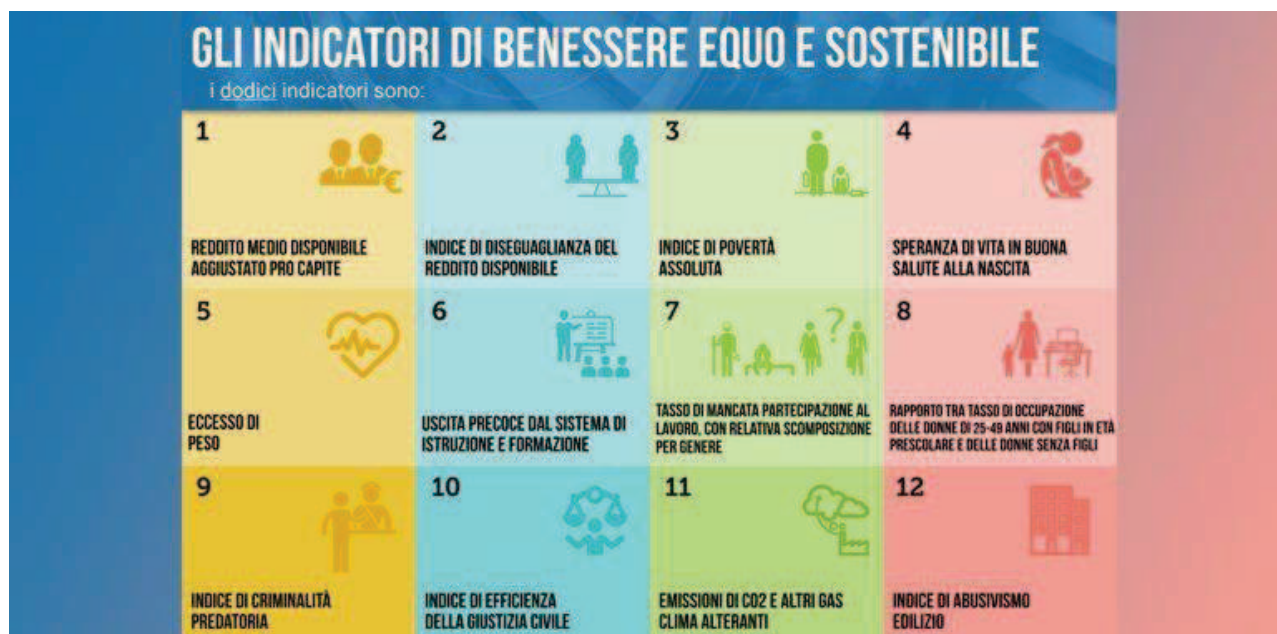 GLI INDICATORI DI BENESSERE EQUO E SOSTENIBILE
i dodici indicatori sono:
1
REDDITO MEDIO DISPONIBILE
AGGIUSTATO PRO CAPITE
2
INDICE DI DISEGUAGLIANZA DEL
REDDITO DISPONIBILE
3
INDICE DI POVERTÀ
ASSOLUTA
4
SPERANZA DI VITA IN BUONA
SALUTE ALLA NASCITA
5
ECCESSO DI
PESO
6
USCITA PRECOCE DAL SISTEMA DI
ISTRUZIONE E FORMAZIONE
7
TASSO DI MANCATA PARTECIPAZIONE AL
LAVORO, CON RELATIVA SCOMPOSIZIONE
PER GENERE
8
RAPPORTO TRA TASSO DI OCCUPAZIONE
DELLE DONNE DI 25-49 ANNI CON FIGLI IN ETÀ
PRESCOLARE E DELLE DONNE SENZA FIGLI
9
INDICE DI CRIMINALITÀ
PREDATORIA
10
INDICE DI EFFICIENZA
DELLA GIUSTIZIA CIVILE
11
EMISSIONI DI CO2 E ALTRI GAS
CLIMA ALTERANTI
12
INDICE DI ABUSIVISMO
EDILIZIO